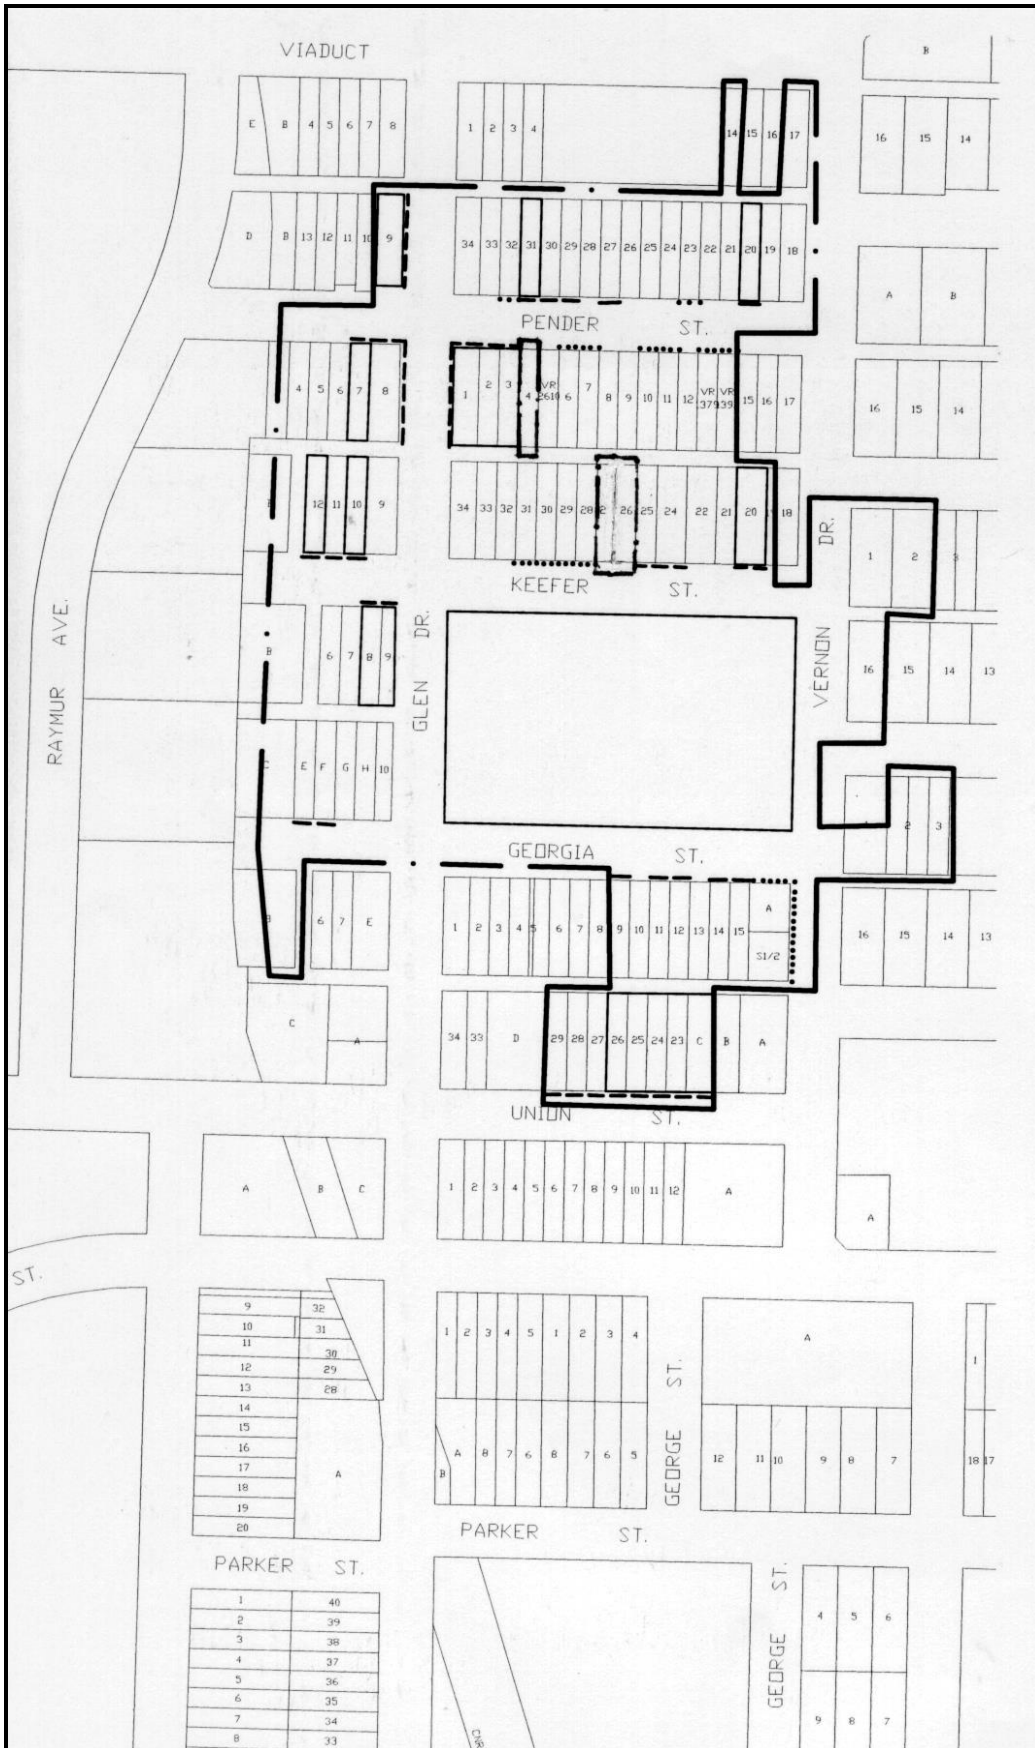 VIADUCT
B
E B 4 5 6 7 8
1 2 3 4
14 15 16 17
16 15 14
D B 13 12 11 10 9
34 33 32 31 30 29 28 27 26 25 24 23 22 21 20 19 18
A B
PENDER ST.
4 5 6 7 8
1 2 3 4 VR 2610 6 7 8 9 10 11 12 VR 379 VR 39 15 16 17
16 15 14
12 11 10 9
34 33 32 31 30 29 28 26 25 24 22 21 20 18
1 2 3
KEEFER ST.
RAYMUR AVE.
GLEN DR.
VERNON DR.
B 6 7 8 9
16 15 14 13
C E F G H 10
2 3
GEORGIA ST.
B 6 7 E
1 2 3 4 5 6 7 8 9 10 11 12 13 14 15 A
S1/2
16 15 14 13
C A
34 33 D 29 28 27 26 25 24 23 C B A
UNION ST.
A B C
1 2 3 4 5 6 7 8 9 10 11 12 A
A
ST.
9 32
10 31
11 30
12 29
13 28
14
15
16
17
18
19
20
A
1 2 3 4 5 1 2 3 4
B A 8 7 6 8 7 6 5
GEORGE ST.
A
12 11 10 9 8 7
1
18 17
PARKER ST.
PARKER ST.
1 40
2 39
3 38
4 37
5 36
6 35
7 34
8 33
GEORGE ST.
4 5 6
9 8 7